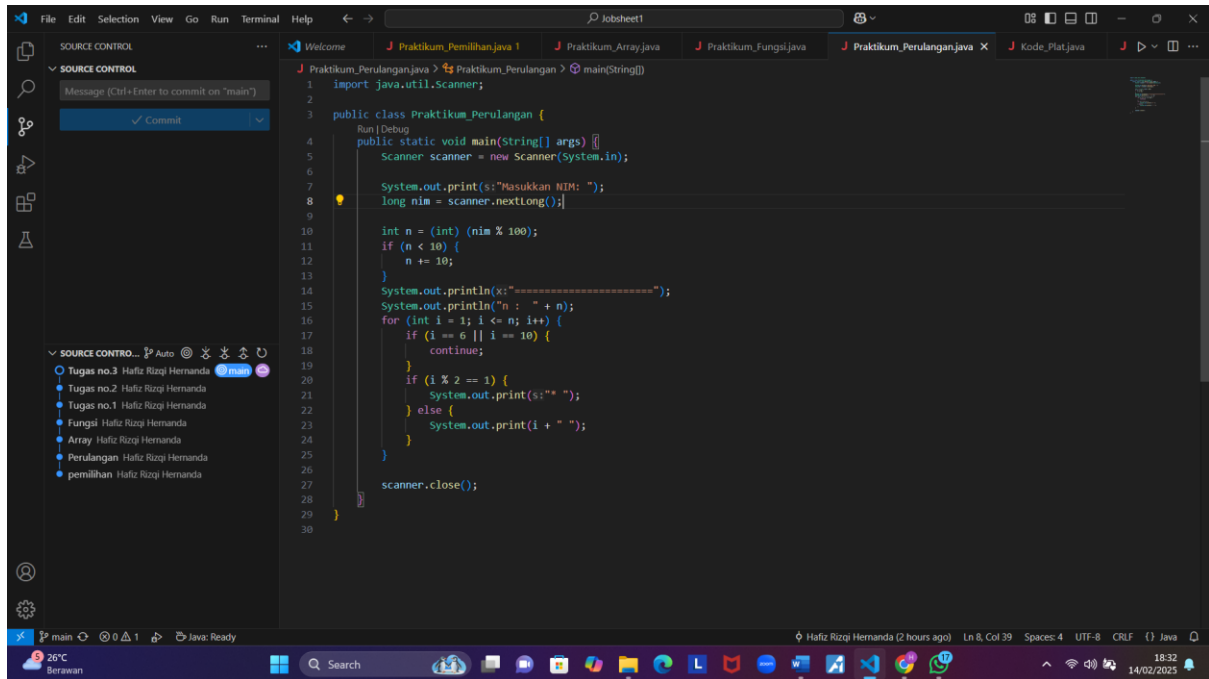 File Edit Selection View Go Run Terminal Help
Jobsheet1
SOURCE CONTROL
Welcome
Praktikum_Pemilihan.java 1
Praktikum_Array.java
Praktikum_Fungsi.java
Praktikum_Perulangan.java
Kode_Plat.java
SOURCE CONTROL
Message (Ctrl+Enter to commit on "main")
Commit
Praktikum_Perulangan.java > Praktikum_Perulangan > main(String[])
1 import java.util.Scanner;
2
3 public class Praktikum_Perulangan {
Run | Debug
4 public static void main(String[] args) {
5 Scanner scanner = new Scanner(System.in);
6
7 System.out.print(s:"Masukkan NIM: ");
8 long nim = scanner.nextLong();
9
10 int n = (int) (nim % 100);
11 if (n < 10) {
12 n += 10;
13 }
14 System.out.println(x:"=======================");
15 System.out.println("n :  " + n);
16 for (int i = 1; i <= n; i++) {
17 if (i == 6 || i == 10) {
18 continue;
19 }
20 if (i % 2 == 1) {
21 System.out.print(s:"* ");
22 } else {
23 System.out.print(i + " ");
24 }
25 }
26
27 scanner.close();
28 }
29 }
30
SOURCE CONTRO... Auto
Tugas no.3 Hafiz Rizqi Hernanda main
Tugas no.2 Hafiz Rizqi Hernanda
Tugas no.1 Hafiz Rizqi Hernanda
Fungsi Hafiz Rizqi Hernanda
Array Hafiz Rizqi Hernanda
Perulangan Hafiz Rizqi Hernanda
pemilihan Hafiz Rizqi Hernanda
main 0 1 Java: Ready
Hafiz Rizqi Hernanda (2 hours ago) Ln 8, Col 39 Spaces: 4 UTF-8 CRLF {} Java
5
26°C
Berawan
Search
17
18:32
14/02/2025